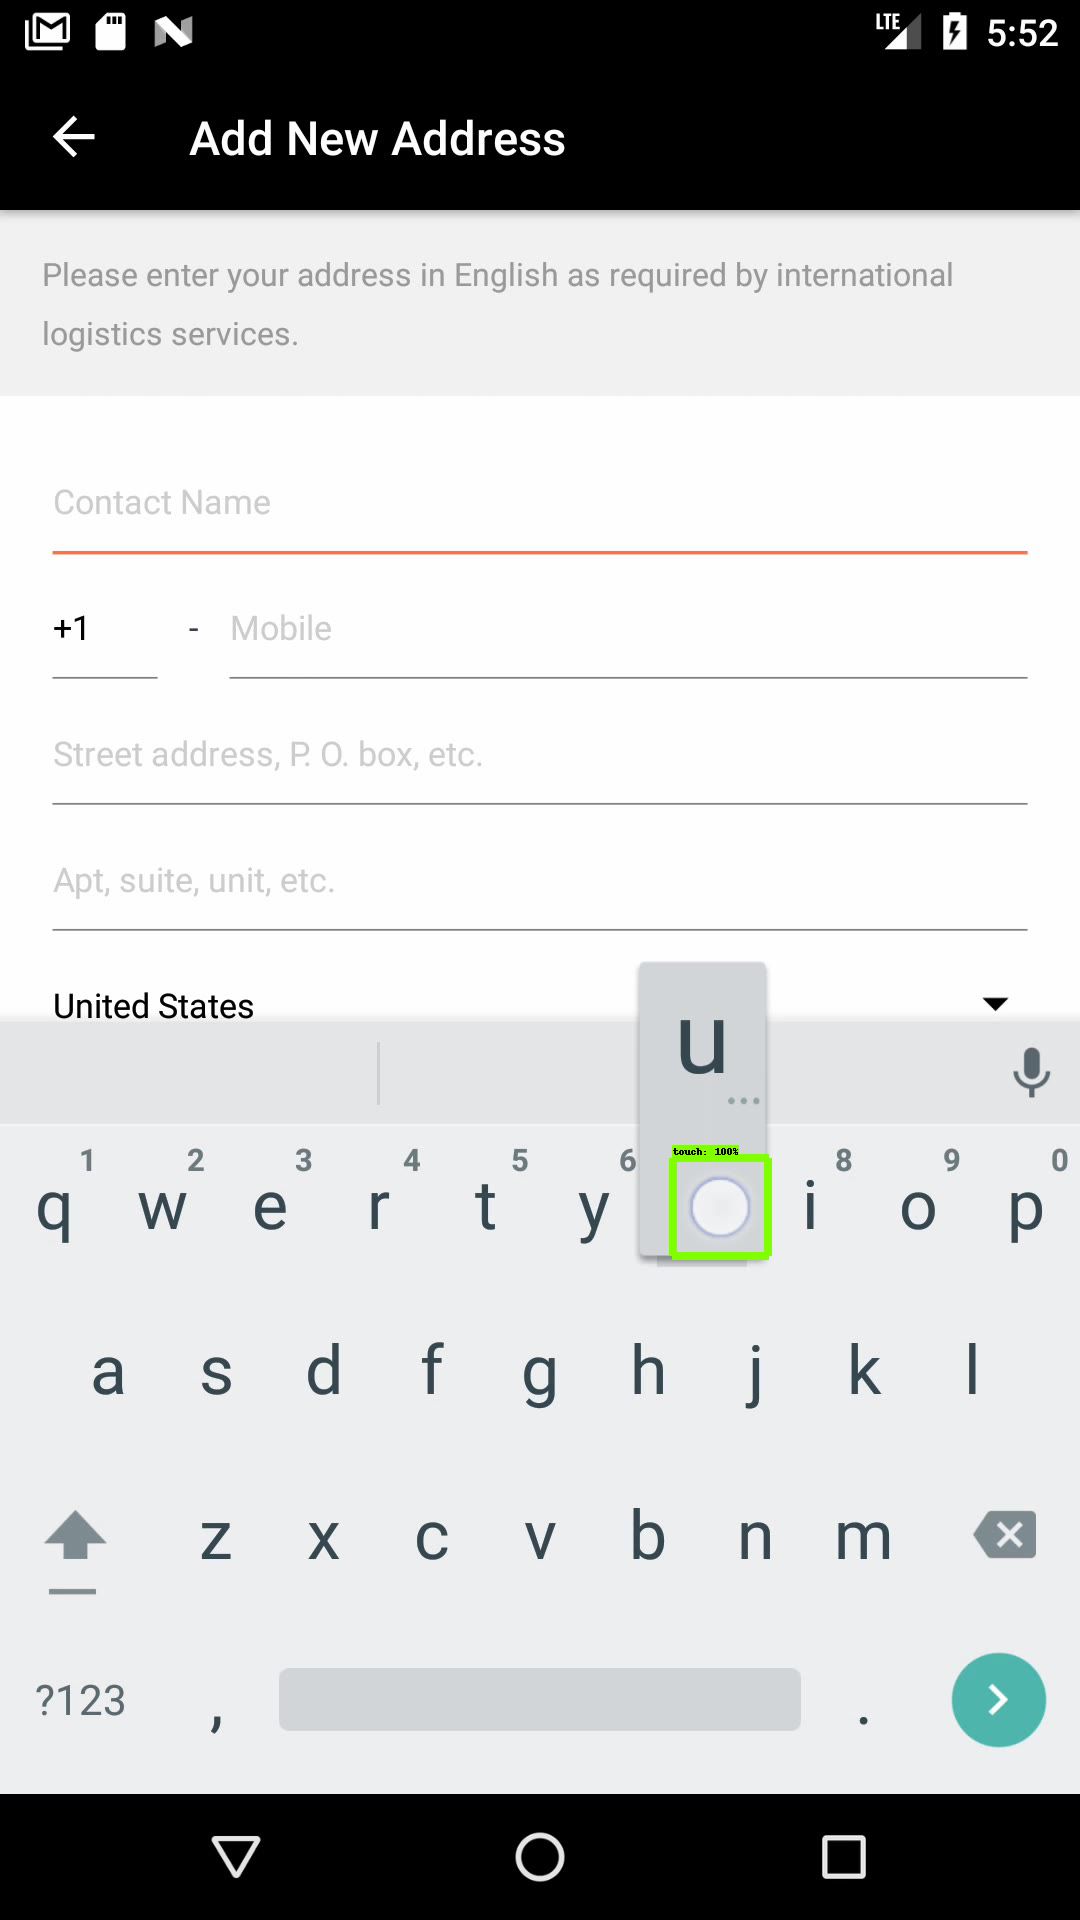 LTE 5:52
Add New Address
Please enter your address in English as required by international
logistics services.
Contact Name
+1 - Mobile
Street address, P. O. box, etc.
Apt, suite, unit, etc.
United States
u
...
touch: 100%
1 2 3 4 5 6 8 9 0
q w e r t y i o p
a s d f g h j k l
z x c v b n m
?123 , .